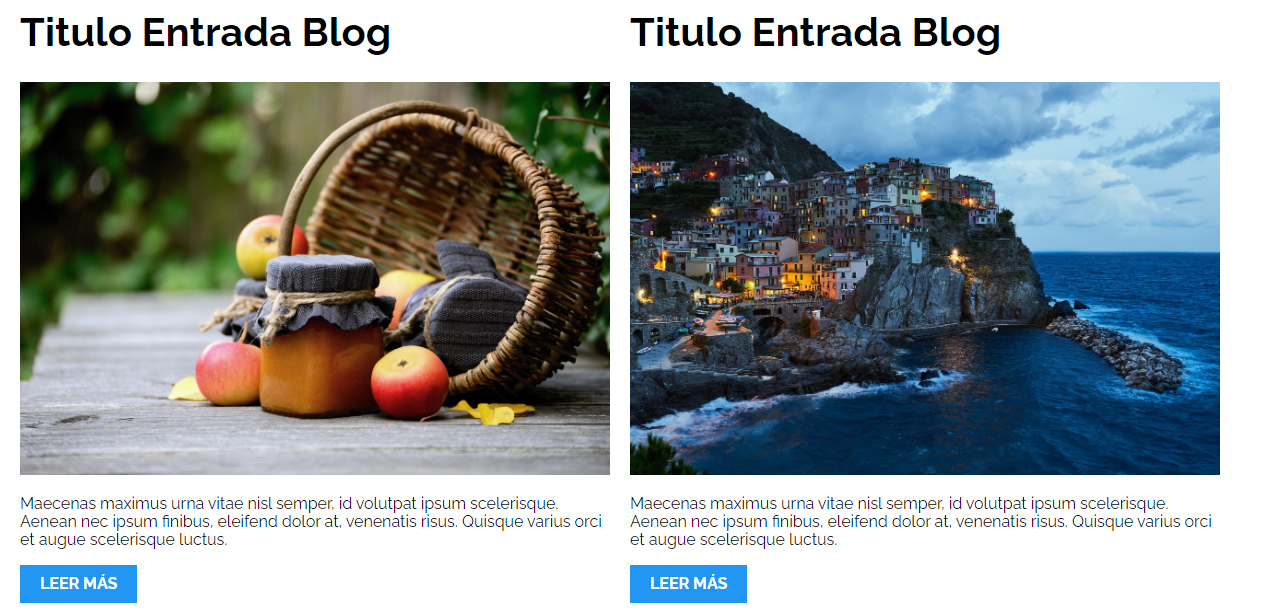 Titulo Entrada Blog
Maecenas maximus urna vitae nisl semper, id volutpat ipsum scelerisque.
Aenean nec ipsum finibus, eleifend dolor at, venenatis risus. Quisque varius orci
et augue scelerisque luctus.
LEER MÁS
Titulo Entrada Blog
Maecenas maximus urna vitae nisl semper, id volutpat ipsum scelerisque.
Aenean nec ipsum finibus, eleifend dolor at, venenatis risus. Quisque varius orci
et augue scelerisque luctus.
LEER MÁS